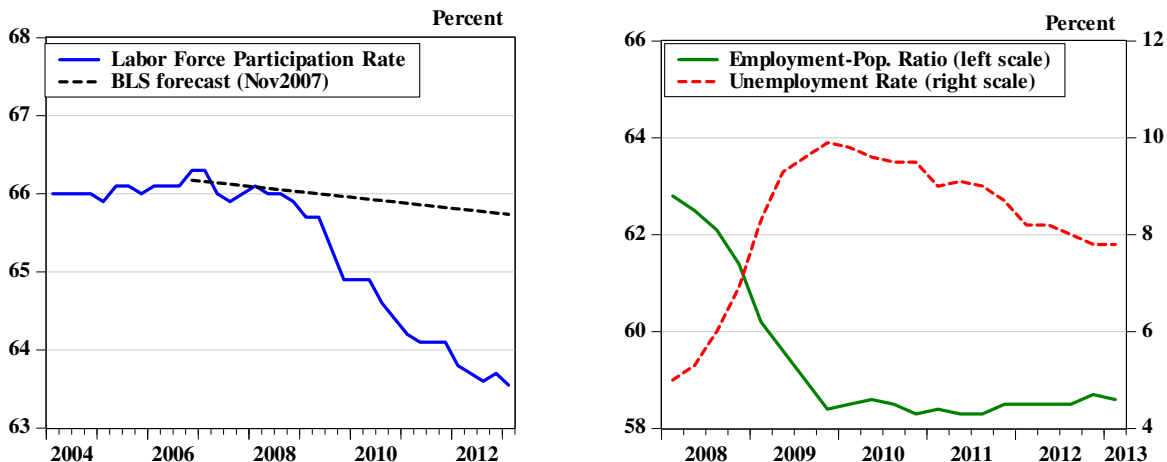 Percent
68
67
66
65
64
63
Labor Force Participation Rate
BLS forecast (Nov2007)
2004 2006 2008 2010 2012
Percent
66
64
62
60
58
12
10
8
6
4
Employment-Pop. Ratio (left scale)
Unemployment Rate (right scale)
2008 2009 2010 2011 2012 2013